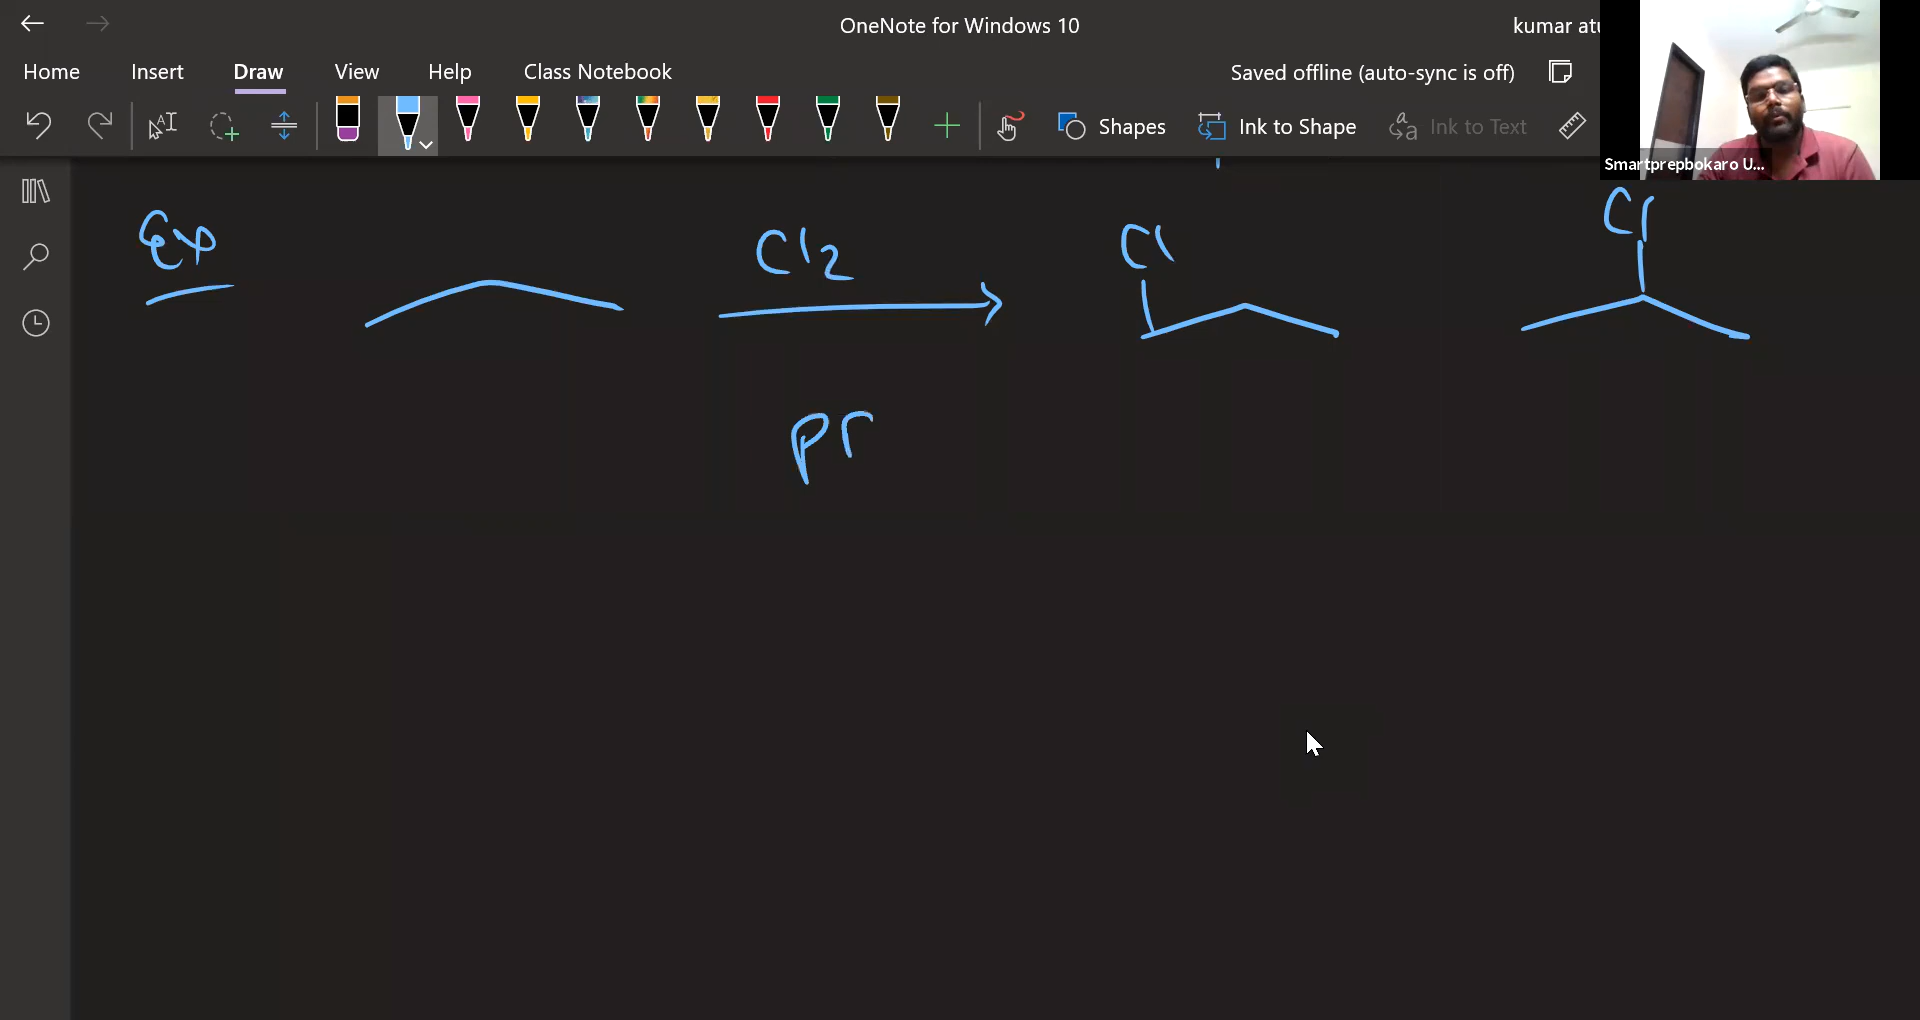 OneNote for Windows 10
kumar atu
Home Insert Draw View Help Class Notebook
Saved offline (auto-sync is off)
Shapes Ink to Shape Ink to Text
Smartprepbokaro U...
Exp
Cl2
Cl
Cl
pr